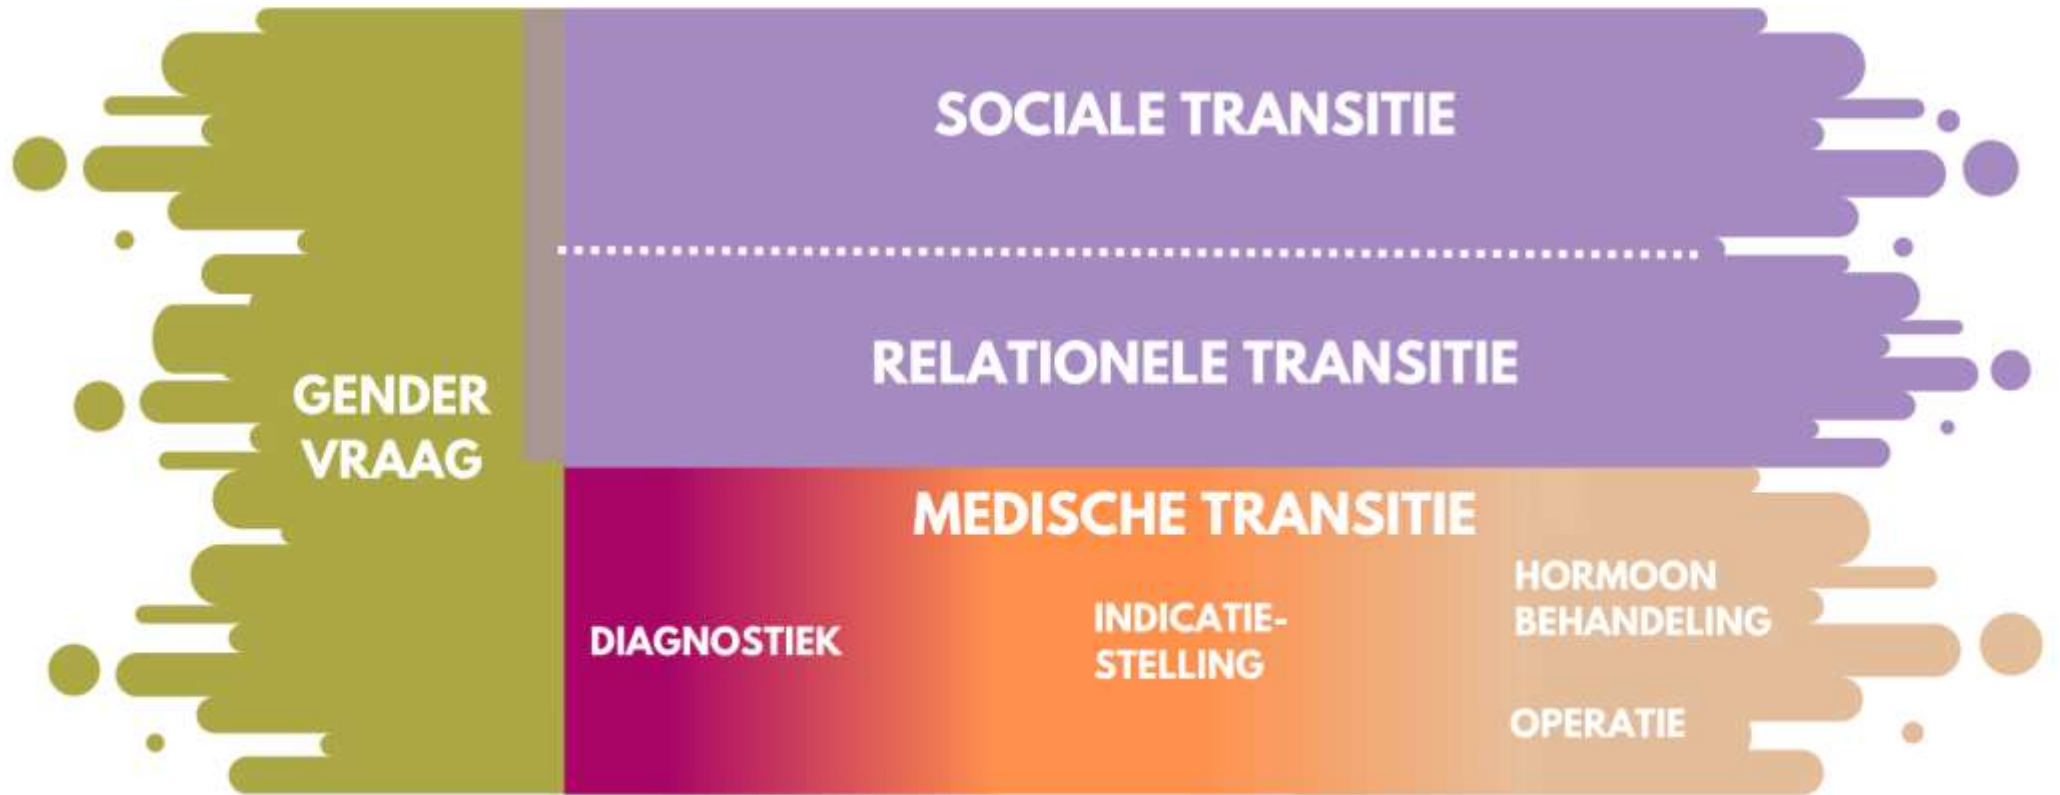 SOCIALE TRANSITIE
RELATIONELE TRANSITIE
GENDER
VRAAG
MEDISCHE TRANSITIE
DIAGNOSTIEK
INDICATIE-
STELLING
HORMOON
BEHANDELING
OPERATIE